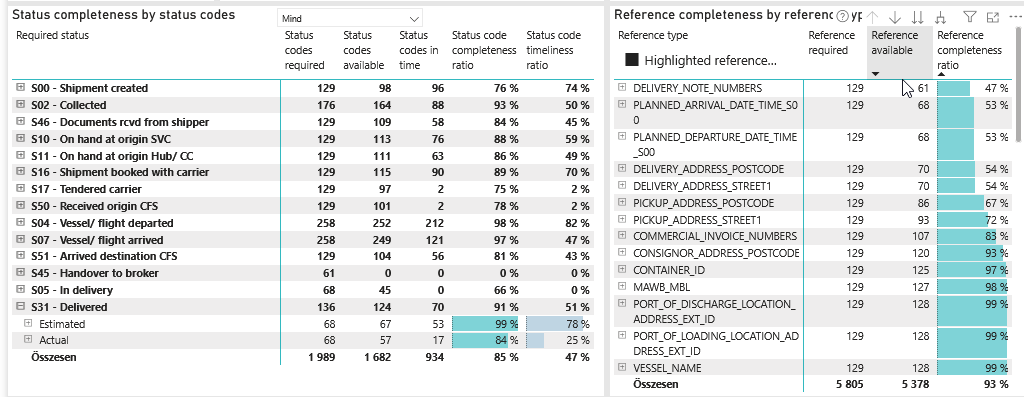 Status completeness by status codes
Mind
Required status Status codes required Status codes available Status codes in time Status code completeness ratio Status code timeliness ratio
S00 - Shipment created 129 98 96 76 % 74 %
S02 - Collected 176 164 88 93 % 50 %
S46 - Documents rcvd from shipper 129 109 58 84 % 45 %
S10 - On hand at origin SVC 129 113 76 88 % 59 %
S11 - On hand at origin Hub/ CC 129 111 63 86 % 49 %
S16 - Shipment booked with carrier 129 115 90 89 % 70 %
S17 - Tendered carrier 129 97 2 75 % 2 %
S50 - Received origin CFS 129 101 2 78 % 2 %
S04 - Vessel/ flight departed 258 252 212 98 % 82 %
S07 - Vessel/ flight arrived 258 249 121 97 % 47 %
S51 - Arrived destination CFS 129 104 56 81 % 43 %
S45 - Handover to broker 61 0 0 0 % 0 %
S05 - In delivery 68 45 0 66 % 0 %
S31 - Delivered 136 124 70 91 % 51 %
Estimated 68 67 53 99 % 78 %
Actual 68 57 17 84 % 25 %
Összesen 1 989 1 682 934 85 % 47 %
Reference completeness by reference typ
Reference type Reference required Reference available Reference completeness ratio
Highlighted reference...
DELIVERY_NOTE_NUMBERS 129 61 47 %
PLANNED_ARRIVAL_DATE_TIME_S0 129 68 53 %
0
PLANNED_DEPARTURE_DATE_TIME 129 68 53 %
_S00
DELIVERY_ADDRESS_POSTCODE 129 70 54 %
DELIVERY_ADDRESS_STREET1 129 70 54 %
PICKUP_ADDRESS_POSTCODE 129 86 67 %
PICKUP_ADDRESS_STREET1 129 93 72 %
COMMERCIAL_INVOICE_NUMBERS 129 107 83 %
CONSIGNOR_ADDRESS_POSTCODE 129 120 93 %
CONTAINER_ID 129 125 97 %
MAWB_MBL 129 127 98 %
PORT_OF_DISCHARGE_LOCATION_ 129 128 99 %
ADDRESS_EXT_ID
PORT_OF_LOADING_LOCATION_AD 129 128 99 %
DRESS_EXT_ID
VESSEL_NAME 129 128 99 %
Összesen 5 805 5 378 93 %